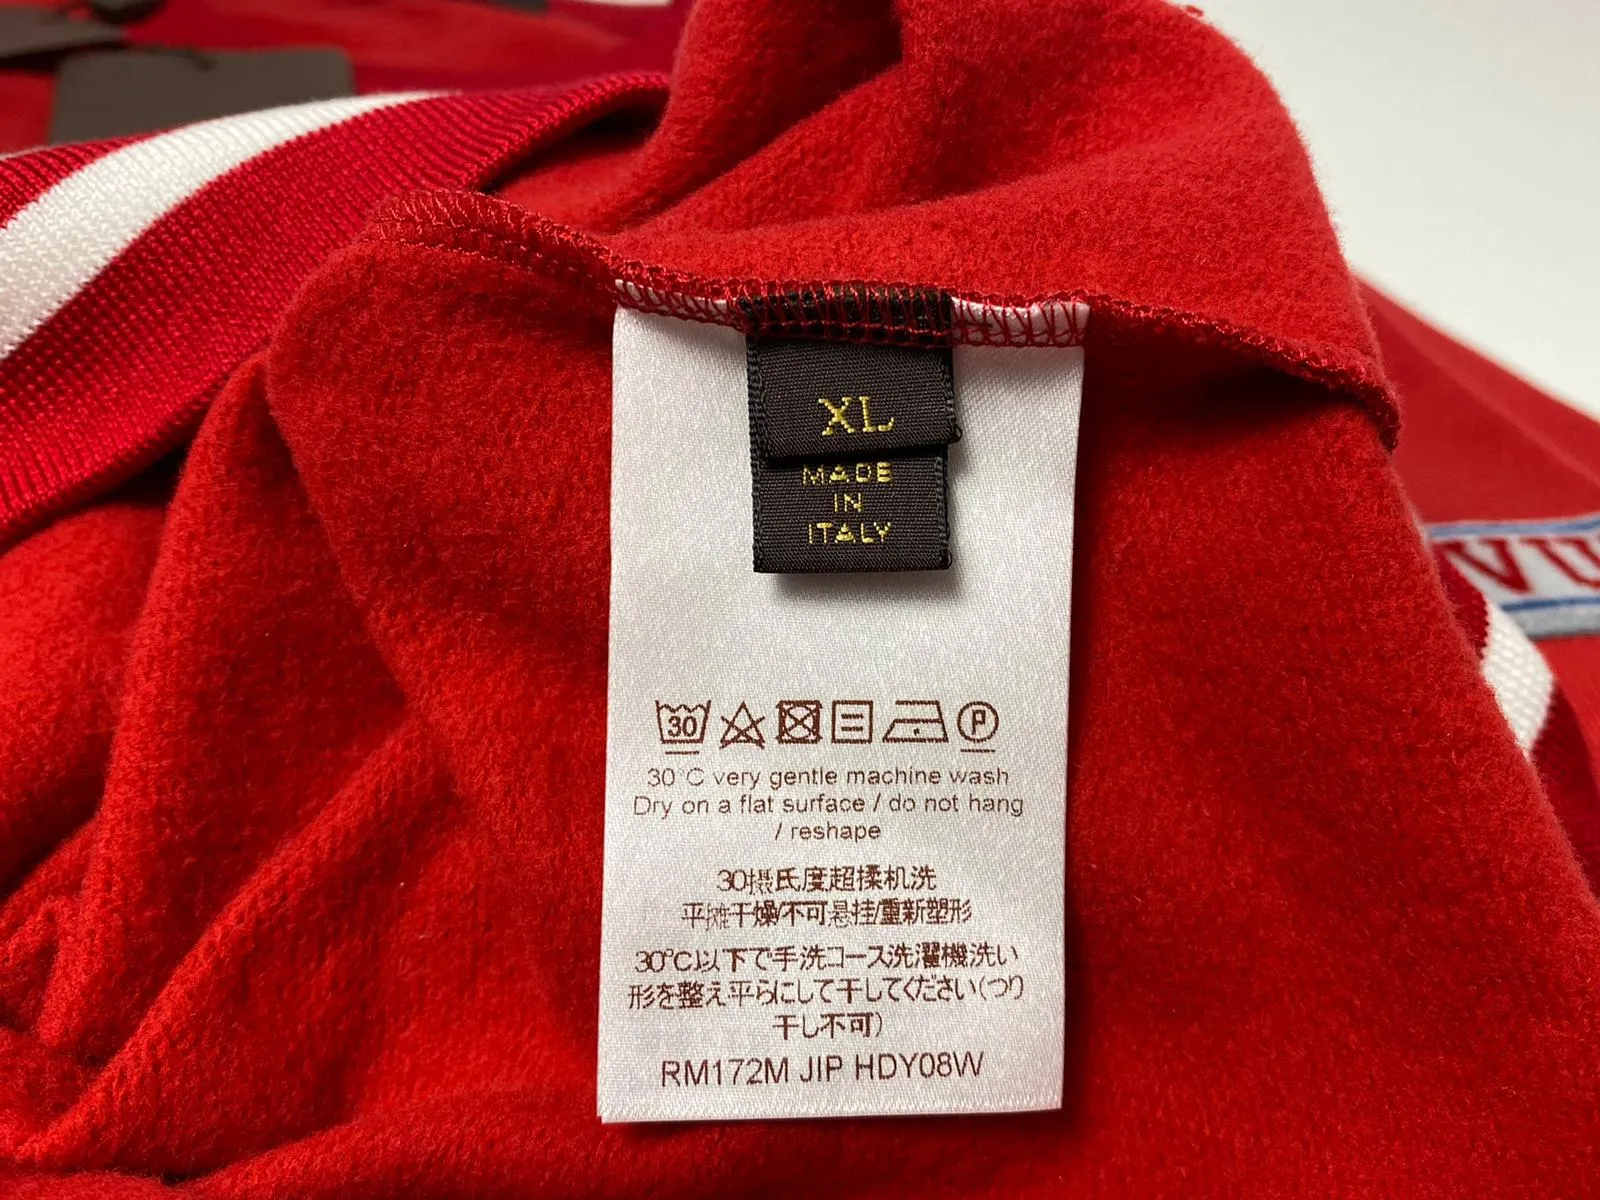 XL
MADE
IN
ITALY
VU
30
P
30°C very gentle machine wash
Dry on a flat surface / do not hang
/ reshape
30摄氏度超揉机洗
平摊干燥/不可悬挂/重新塑形
30°C以下で手洗コース洗濯機洗い
形を整え平らにして干してください(つり
干し不可)
RM172M JIP HDY08W